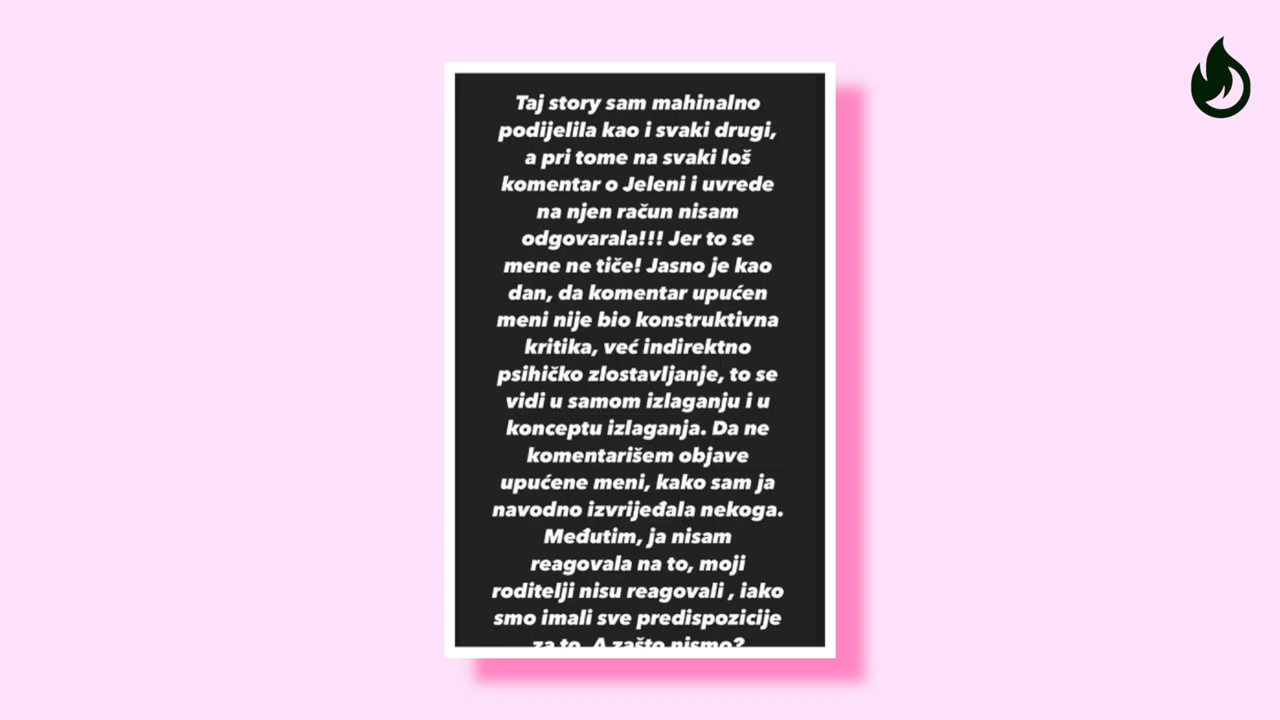 Taj story sam mahinalno
podijelila kao i svaki drugi,
a pri tome na svaki loš
komentar o Jeleni i uvrede
na njen račun nisam
odgovarala!!! Jer to se
mene ne tiče! Jasno je kao
dan, da komentar upućen
meni nije bio konstruktivna
kritika, već indirektno
psihičko zlostavljanje, to se
vidi u samom izlaganju i u
konceptu izlaganja. Da ne
komentarišem objave
upućene meni, kako sam ja
navodno izvrijeđala nekoga.
Međutim, ja nisam
reagovala na to, moji
roditelji nisu reagovali , iako
smo imali sve predispozicije
za to. A zašto nismo?